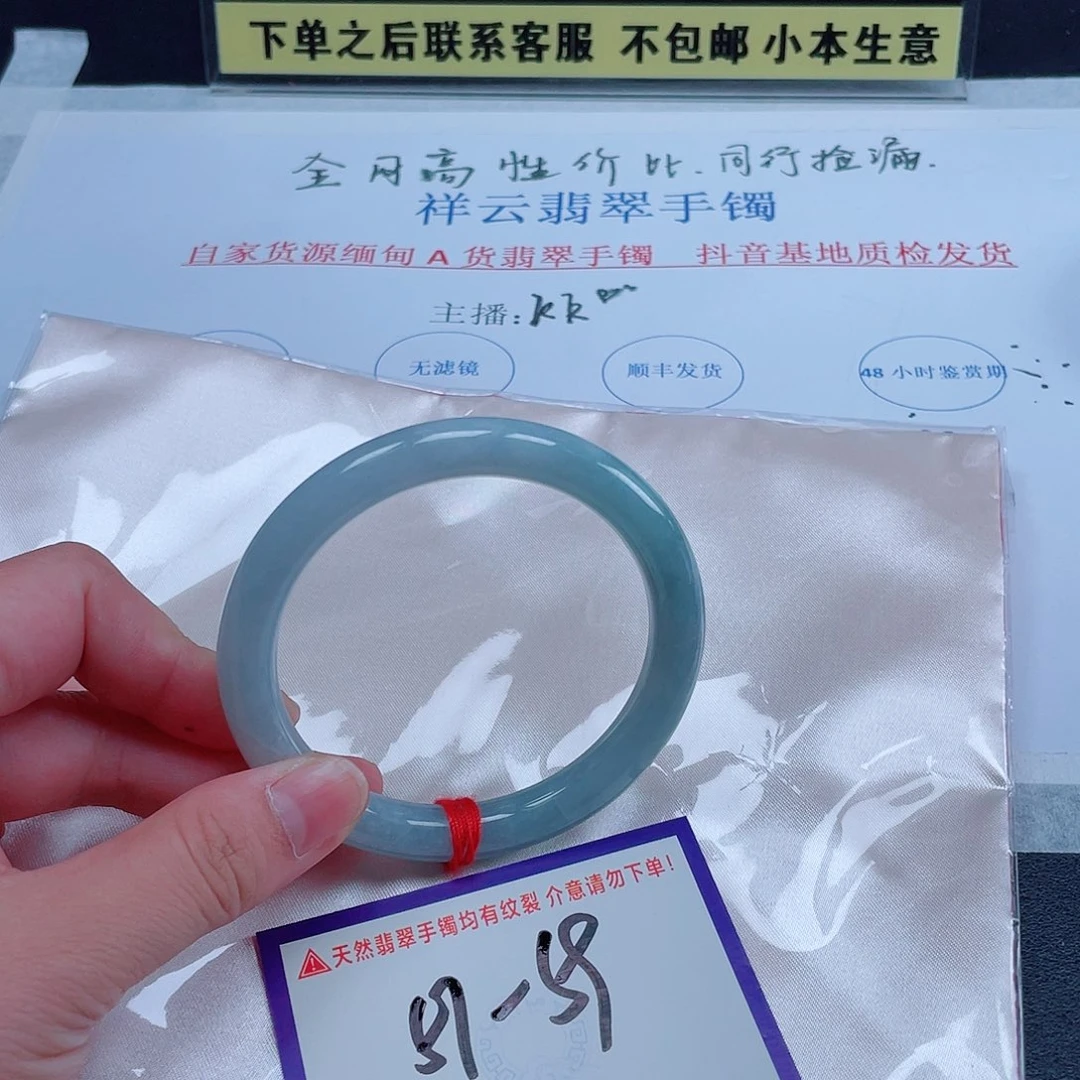 下单之后联系客服 不包邮 小本生意
全月高性价比.同行捡漏.
祥云翡翠手镯
自家货源缅甸A货翡翠手镯 抖音基地质检发货
主播:kk
无滤镜
顺丰发货
48小时鉴赏期
天然翡翠手镯均有纹裂 介意请勿下单!